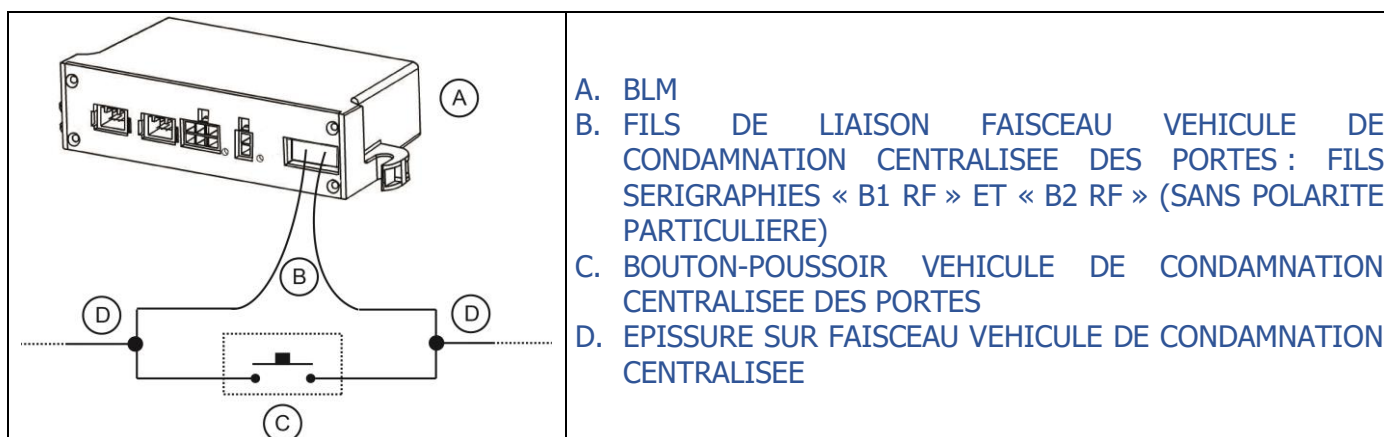 A
B
D
D
C
A. BLM
B. FILS DE LIAISON FAISCEAU VEHICULE DE
CONDAMNATION CENTRALISEE DES PORTES : FILS
SERIGRAPHIES « B1 RF » ET « B2 RF » (SANS POLARITE
PARTICULIERE)
C. BOUTON-POUSSOIR VEHICULE DE CONDAMNATION
CENTRALISEE DES PORTES
D. EPISSURE SUR FAISCEAU VEHICULE DE CONDAMNATION
CENTRALISEE